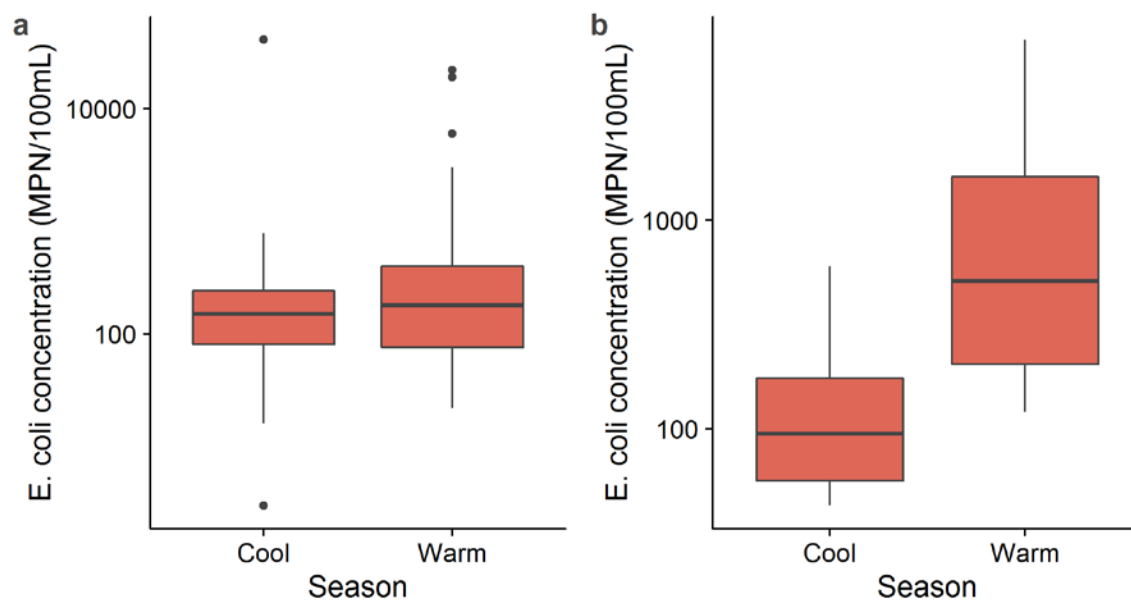 a
E. coli concentration (MPN/100mL)
10000
100
Cool Warm
Season
b
E. coli concentration (MPN/100mL)
1000
100
Cool Warm
Season